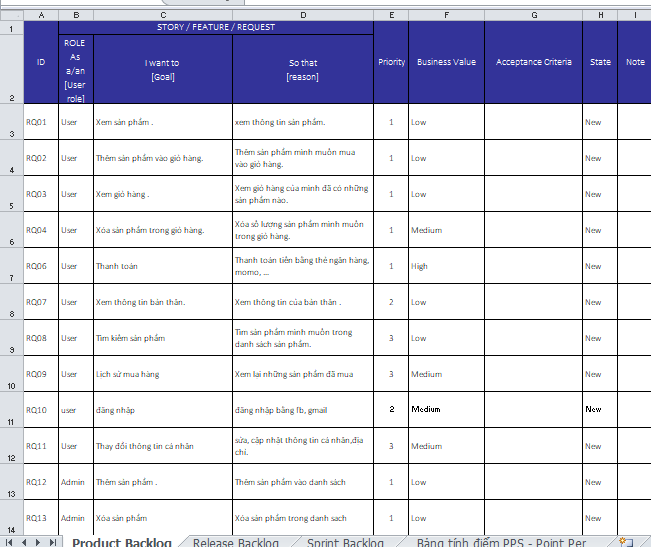 A B C D E F G H I
1 STORY / FEATURE / REQUEST
2 ID ROLE As a/an [User role] I want to [Goal] So that [reason] Priority Business Value Acceptance Criteria State Note
3 RQ01 User Xem sản phẩm . xem thông tin sản phẩm. 1 Low New
4 RQ02 User Thêm sản phẩm vào giỏ hàng. Thêm sản phẩm mình muốn mua vào giỏ hàng. 1 Low New
5 RQ03 User Xem giỏ hàng . Xem giỏ hàng của mình đã có những sản phẩm nào. 1 Low New
6 RQ04 User Xóa sản phẩm trong giỏ hàng. Xóa số lượng sản phẩm mình muốn trong giỏ hàng. 1 Medium New
7 RQ06 User Thanh toán Thanh toán tiền bằng thẻ ngân hàng, momo, ... 1 High New
8 RQ07 User Xem thông tin bản thân. Xem thông tin của bản thân . 2 Low New
9 RQ08 User Tìm kiếm sản phẩm Tìm sản phẩm mình muốn trong danh sách sản phẩm. 3 Low New
10 RQ09 User Lịch sử mua hàng Xem lại những sản phẩm đã mua 3 Medium New
11 RQ10 user đăng nhập đăng nhập bằng fb, gmail 2 Medium New
12 RQ11 User Thay đổi thông tin cá nhân sửa, cập nhật thông tin cá nhân,địa chỉ. 3 Medium New
13 RQ12 Admin Thêm sản phẩm . Thêm sản phẩm vào danh sách 1 Low New
14 RQ13 Admin Xóa sản phẩm Xóa sản phẩm trong danh sach 1 Low New
Product Backlog Release Backlog Sprint Backlog Bảng tính điểm PPS - Point Per